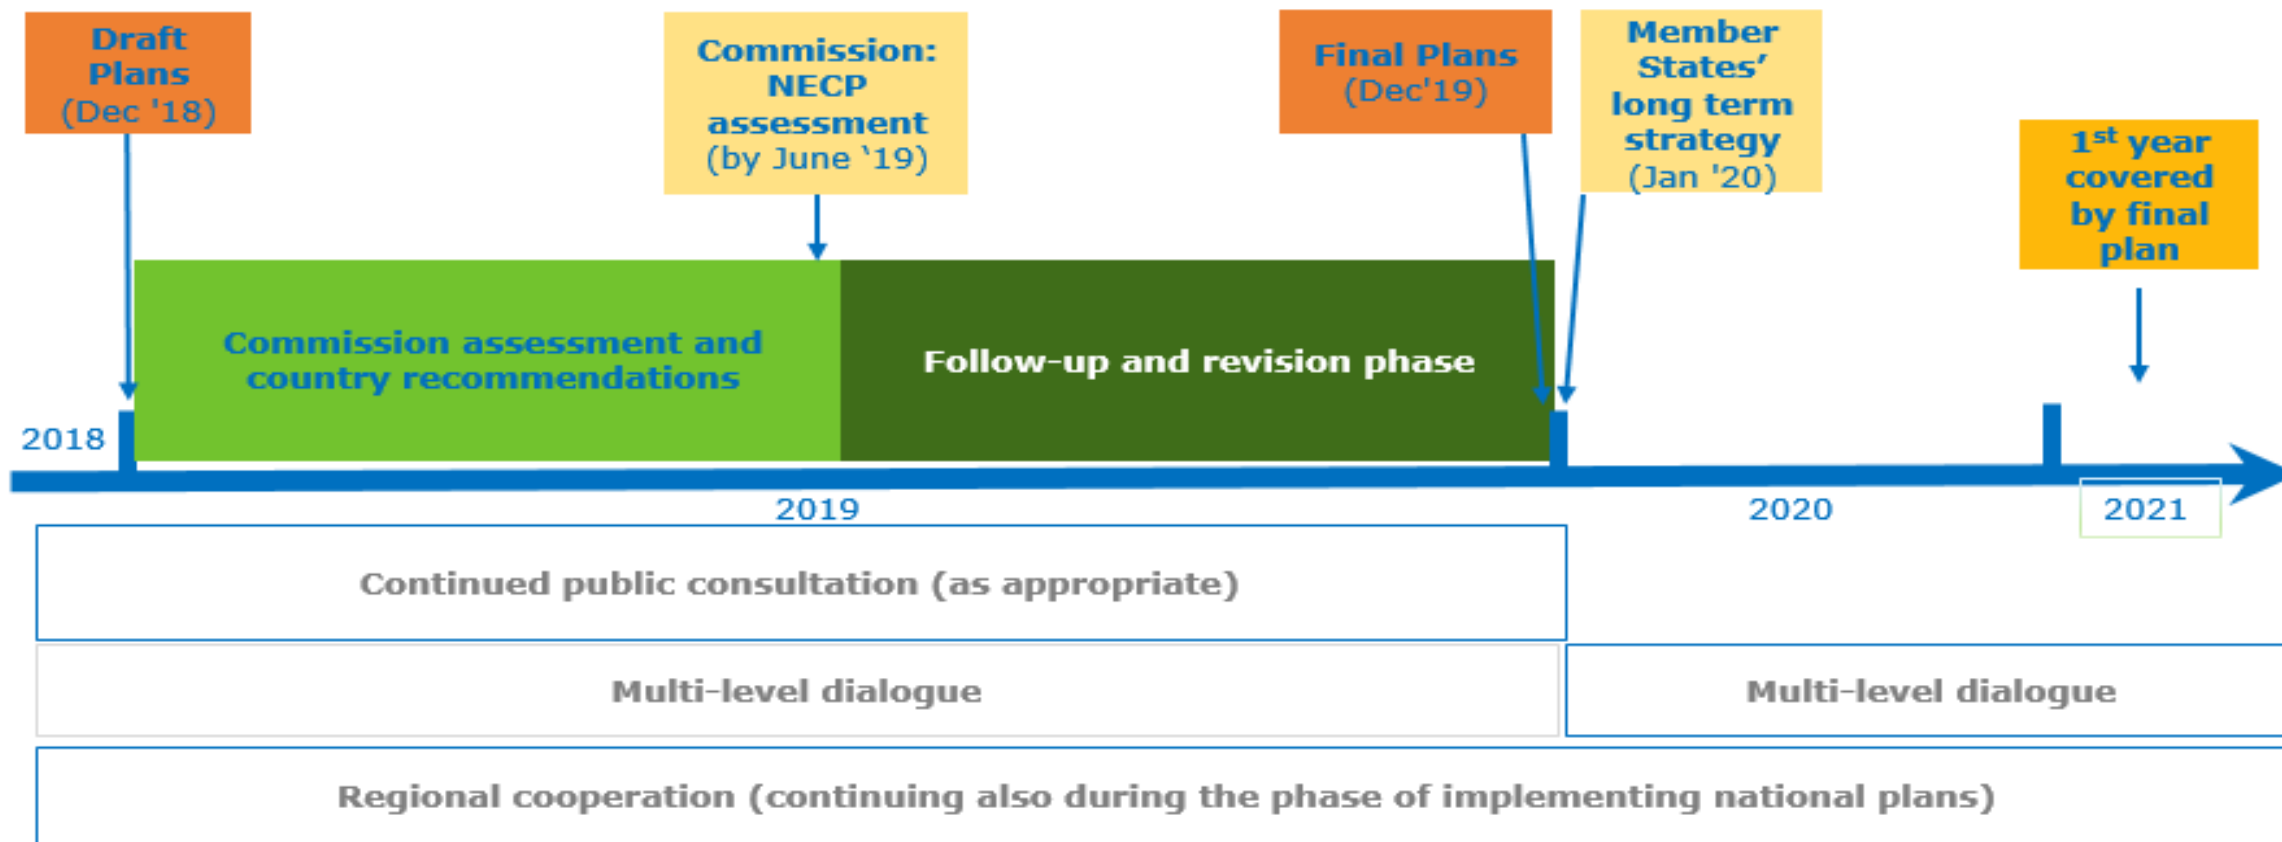 Draft
Plans
(Dec '18)
Commission:
NECP
assessment
(by June ‘19)
Final Plans
(Dec'19)
Member
States’
long term
strategy
(Jan '20)
1st year
covered
by final
plan
Commission assessment and
country recommendations
Follow-up and revision phase
2018
2019
2020
2021
Continued public consultation (as appropriate)
Multi-level dialogue
Multi-level dialogue
Regional cooperation (continuing also during the phase of implementing national plans)